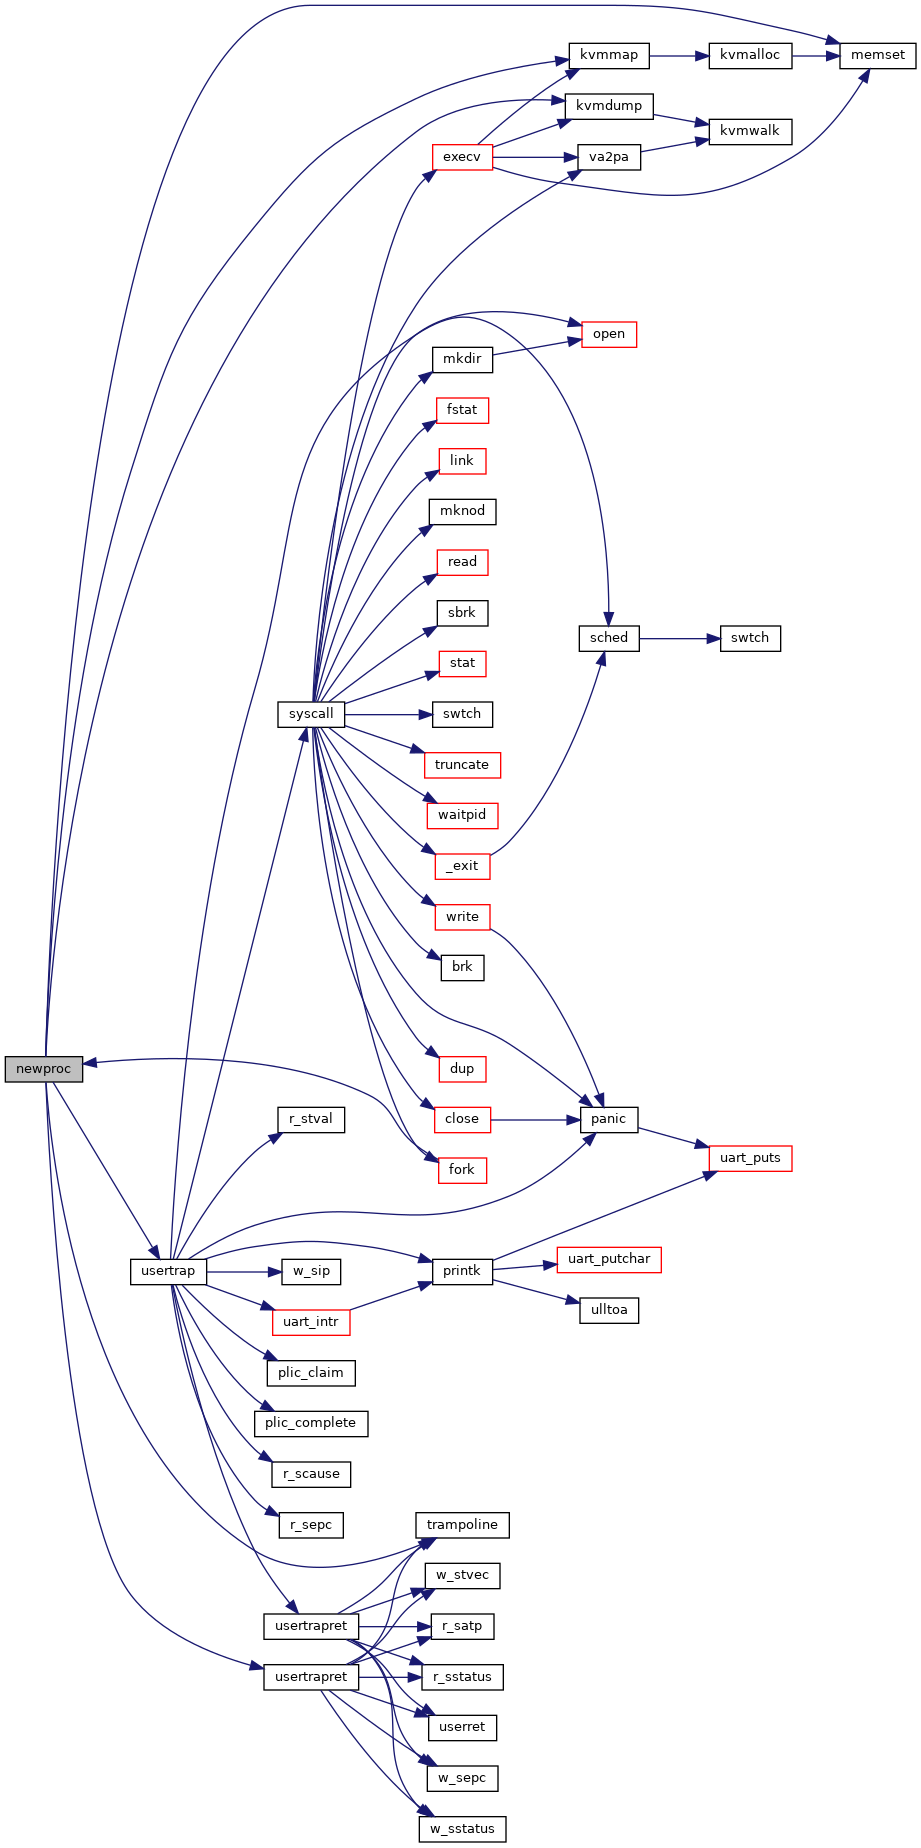 kvmmap
kvmalloc
memset
kvmdump
kvmwalk
execv
va2pa
open
mkdir
fstat
link
mknod
read
sbrk
sched
swtch
stat
syscall
swtch
truncate
waitpid
_exit
write
brk
newproc
dup
r_stval
close
panic
uart_puts
fork
usertrap
w_sip
printk
uart_putchar
uart_intr
ulltoa
plic_claim
plic_complete
r_scause
r_sepc
trampoline
w_stvec
usertrapret
r_satp
usertrapret
r_sstatus
userret
w_sepc
w_sstatus